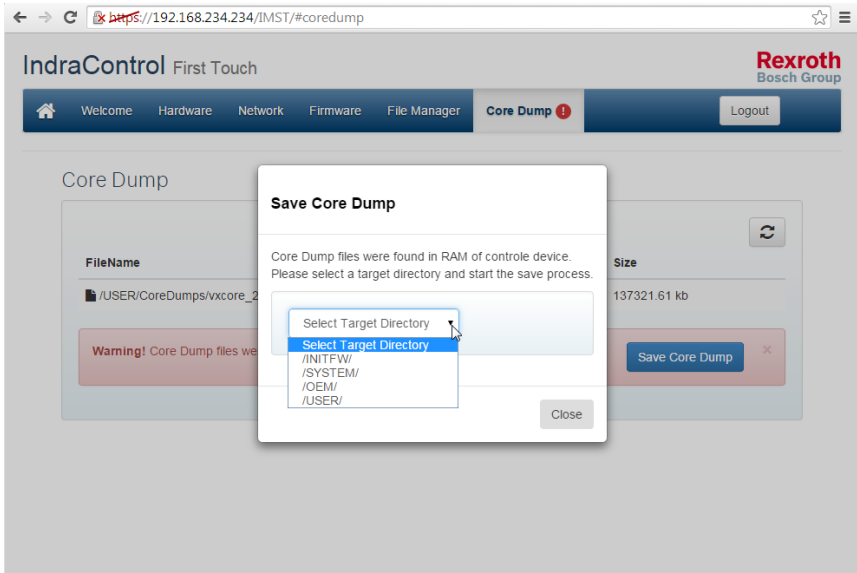 https://192.168.234.234/IMST/#coredump
IndraControl First Touch
Rexroth
Bosch Group
Welcome Hardware Network Firmware File Manager Core Dump ! Logout
Core Dump
Save Core Dump
Core Dump files were found in RAM of controle device.
Please select a target directory and start the save process.
FileName Size
/USER/CoreDumps/vxcore_2 137321.61 kb
Select Target Directory
Select Target Directory
/INITFW/
/SYSTEM/
/OEM/
/USER/
Warning! Core Dump files we Save Core Dump ×
Close